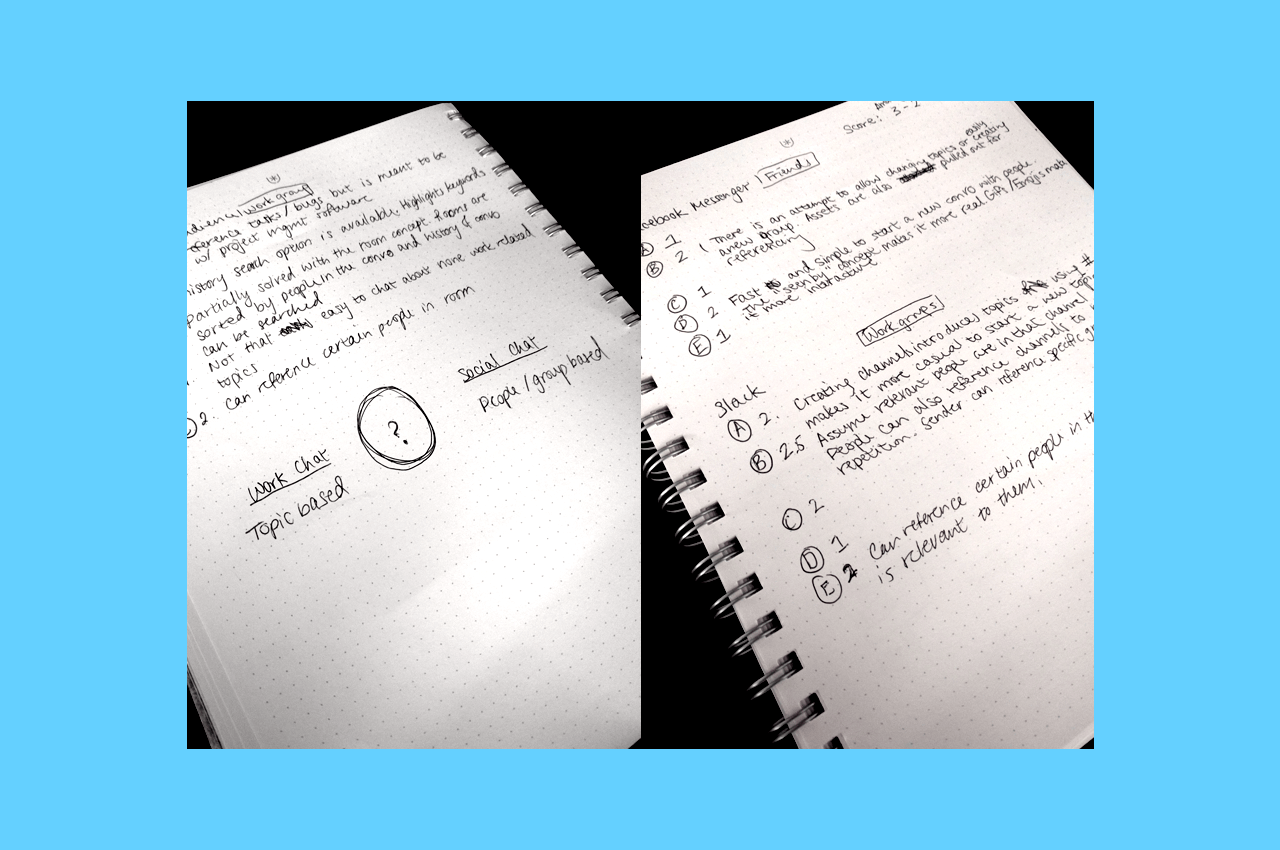 work group
tasks/bugs but is meant to be
w/ project mgmt software
history search option is available. Highlights keywords
Partially solved with the room concept. Rooms are
sorted by people in the convo and history & convo
can be searched
Not that easy to chat about none work related
topics
2. can reference certain people in room
Social Chat
People/group based
?
Work Chat
Topic based
Score: 3 - 2
Messenger / Friends
A 1
B 2 There is an attempt to allow changing topics or easily
a new group. Assets are also pulled out for
referencing
C 1
D 2 Fast and simple to start a new convo with people
E 1 The "seen by" concept makes it more real Gifs/Emojis make
it more interactive
Work groups
Slack
A 2. Creating channels introduces topics using #
makes it more casual to start a new topic
B 2.5 Assume relevant people are in that channel
People can also reference channels to
repetition. Sender can reference specific
C 2
D 1
E 2 Can reference certain people in
is relevant to them.